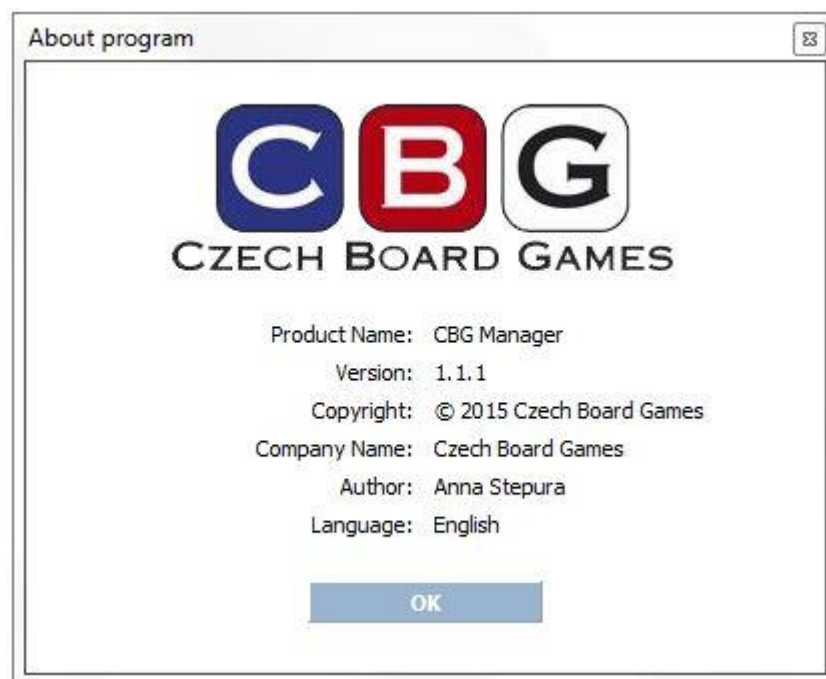 About program
C B G
CZECH BOARD GAMES
Product Name: CBG Manager
Version: 1.1.1
Copyright: © 2015 Czech Board Games
Company Name: Czech Board Games
Author: Anna Stepura
Language: English
OK